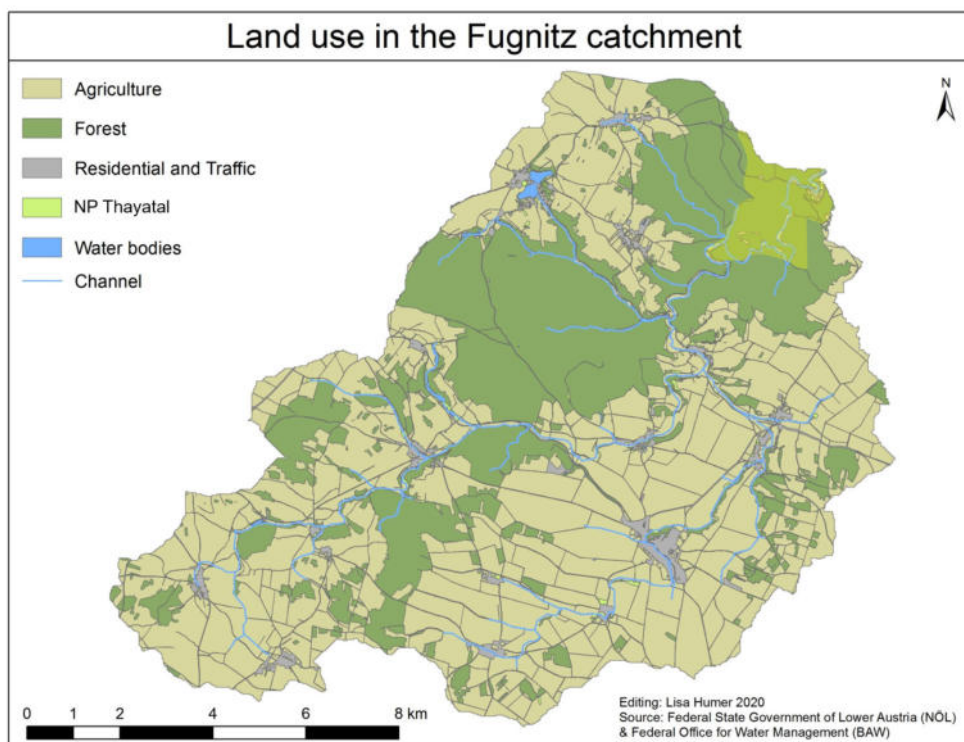 Land use in the Fugnitz catchment
Agriculture
Forest
Residential and Traffic
NP Thayatal
Water bodies
Channel
N
0 1 2 4 6 8 km
Editing: Lisa Humer 2020
Source: Federal State Government of Lower Austria (NÖL)
& Federal Office for Water Management (BAW)